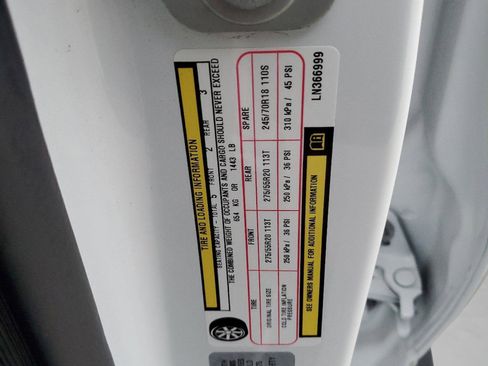 TIRE AND LOADING INFORMATION
SEATING CAPACITY - TOTAL 5 FRONT 2 REAR 3
THE COMBINED WEIGHT OF OCCUPANTS AND CARGO SHOULD NEVER EXCEED
654 KG OR 1443 LB
TIRE FRONT REAR SPARE
ORIGINAL TIRE SIZE 275/55R20 113T 275/55R20 113T 245/70R18 110S
COLD TIRE INFLATION PRESSURE 250 kPa / 36 PSI 250 kPa / 36 PSI 310 kPa / 45 PSI
SEE OWNERS MANUAL FOR ADDITIONAL INFORMATION
LN366999